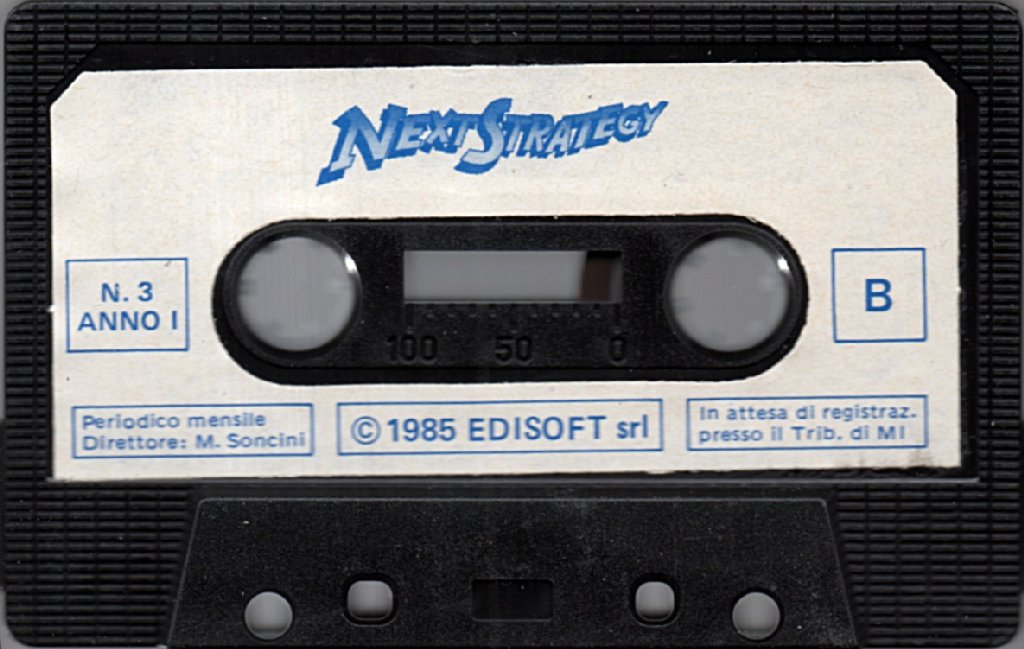 NEXT STRATEGY
N. 3
ANNO I
B
100 50 0
Periodico mensile
Direttore: M. Soncini
© 1985 EDISOFT srl
In attesa di registraz.
presso il Trib. di MI